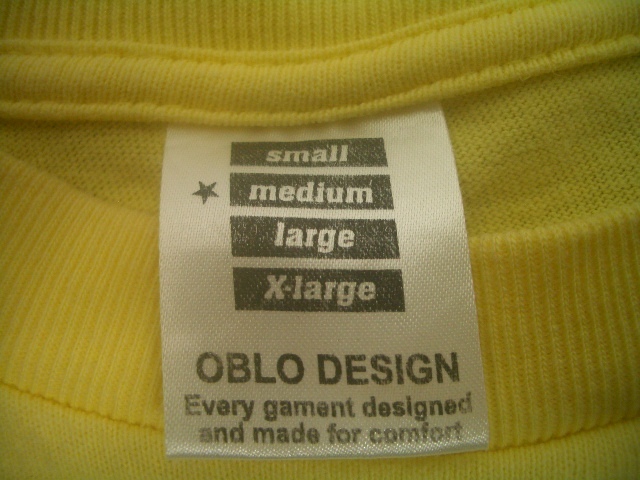 small
medium
large
X-large
OBLO DESIGN
Every gament designed
and made for comfort